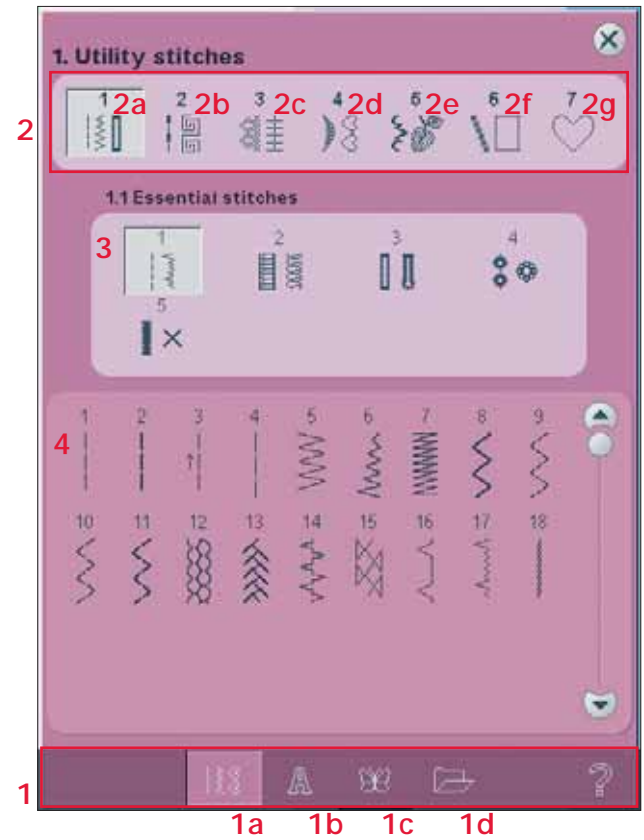 1. Utility stitches
1 2a 2 2b 3 2c 4 2d 5 2e 6 2f 7 2g
2
1.1 Essential stitches
3
1 2 3 4
5
1 2 3 4 5 6 7 8 9
4
10 11 12 13 14 15 16 17 18
?
1
1a 1b 1c 1d